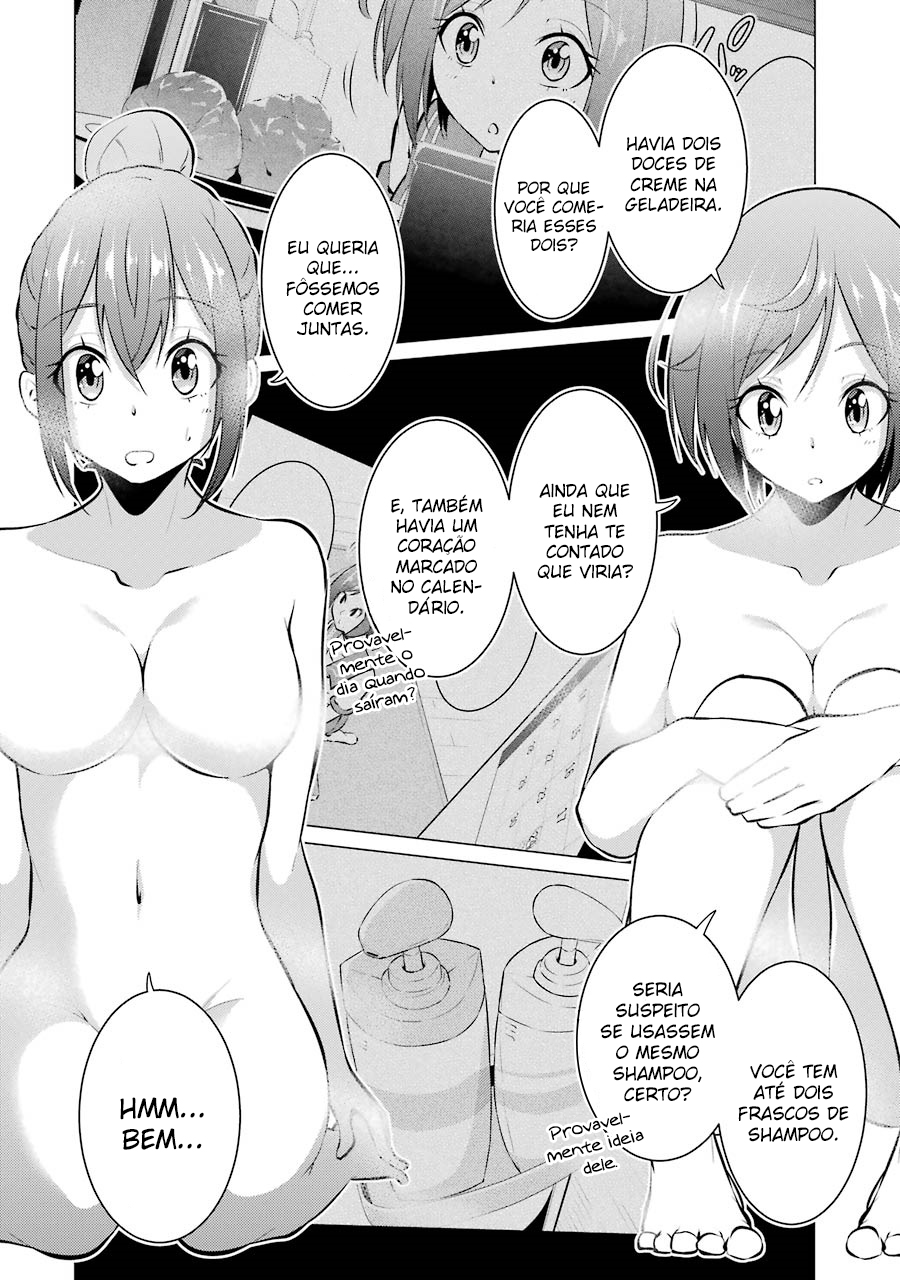 HAVIA DOIS
DOCES DE
CREME NA
GELADEIRA.
POR QUE
VOCÊ COME-
RIA ESSES
DOIS?
EU QUERIA
QUE...
FÔSSEMOS
COMER
JUNTAS.
AINDA QUE
EU NEM
TENHA TE
CONTADO
QUE VIRIA?
E, TAMBÉM
HAVIA UM
CORAÇÃO
MARCADO
NO CALEN-
DÁRIO.
Provavel-
mente o
dia quando
saíram?
VOCÊ TEM
ATÉ DOIS
FRASCOS DE
SHAMPOO.
SERIA
SUSPEITO
SE USASSEM
O MESMO
SHAMPOO,
CERTO?
Provavel-
mente ideia
dele.
HMM...
BEM...